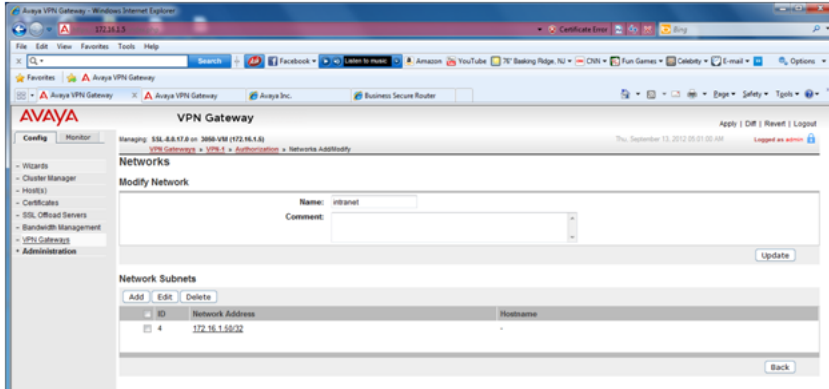 Avaya VPN Gateway - Windows Internet Explorer
172.16.1.5
Certificate Error
Bing
File Edit View Favorites Tools Help
Search
Facebook
Listen to music
Amazon
YouTube
76° Basking Ridge, NJ
CNN
Fun Games
Celebrity
E-mail
Options
Favorites
Avaya VPN Gateway
Avaya VPN Gateway
Avaya VPN Gateway
Avaya Inc.
Business Secure Router
Page Safety Tools
AVAYA
VPN Gateway
Apply | Diff | Revert | Logout
Config Monitor
Managing: SSL-8.0.17.0 on 3050-VM (172.16.1.5)
Thu, September 13, 2012 05:01:00 AM
Logged as admin
VPN Gateways » VPN-1 » Authorization » Networks Add/Modify
Wizards
Cluster Manager
Host(s)
Certificates
SSL Offload Servers
Bandwidth Management
VPN Gateways
Administration
Networks
Modify Network
Name: intranet
Comment:
Update
Network Subnets
Add Edit Delete
ID Network Address Hostname
4 172.16.1.50/32 -
Back